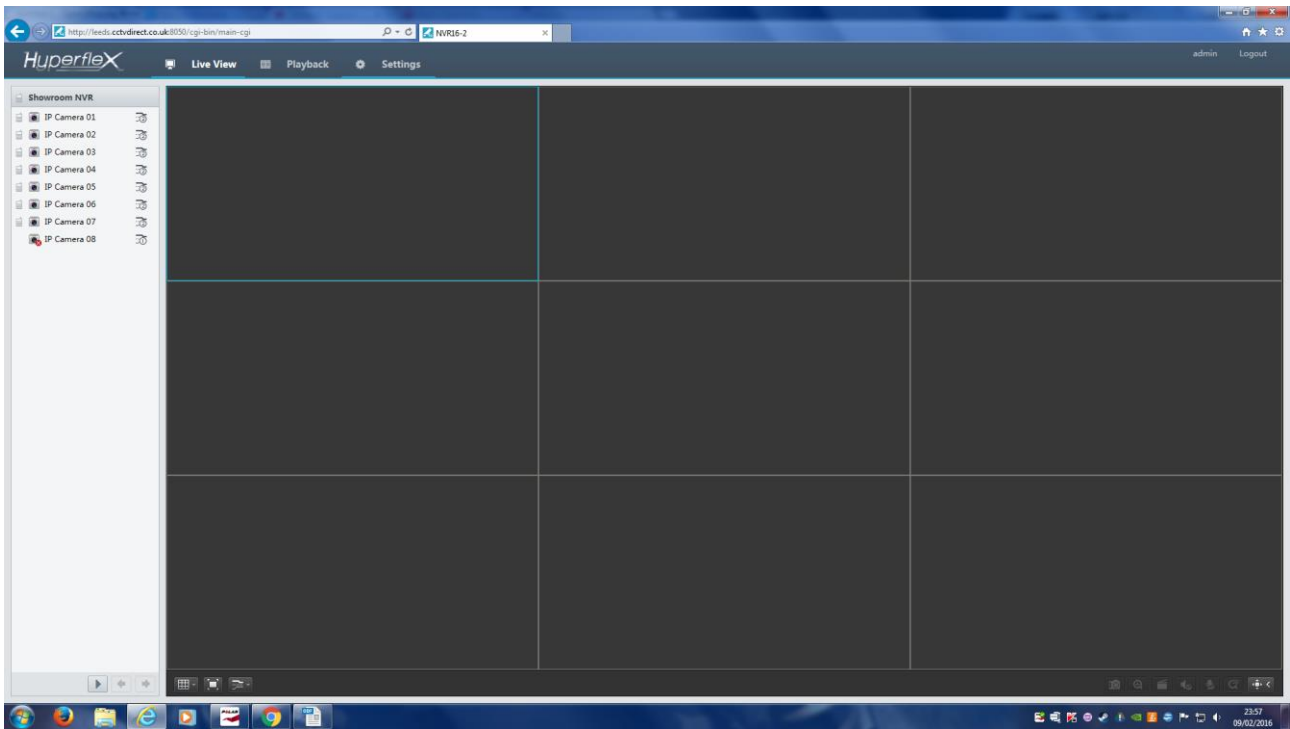 http://leeds.cctvdirect.co.uk:8050/cgi-bin/main-cgi
NVR16-2
HyperfleX
Live View
Playback
Settings
admin
Logout
Showroom NVR
IP Camera 01
IP Camera 02
IP Camera 03
IP Camera 04
IP Camera 05
IP Camera 06
IP Camera 07
IP Camera 08
23:57
09/02/2016